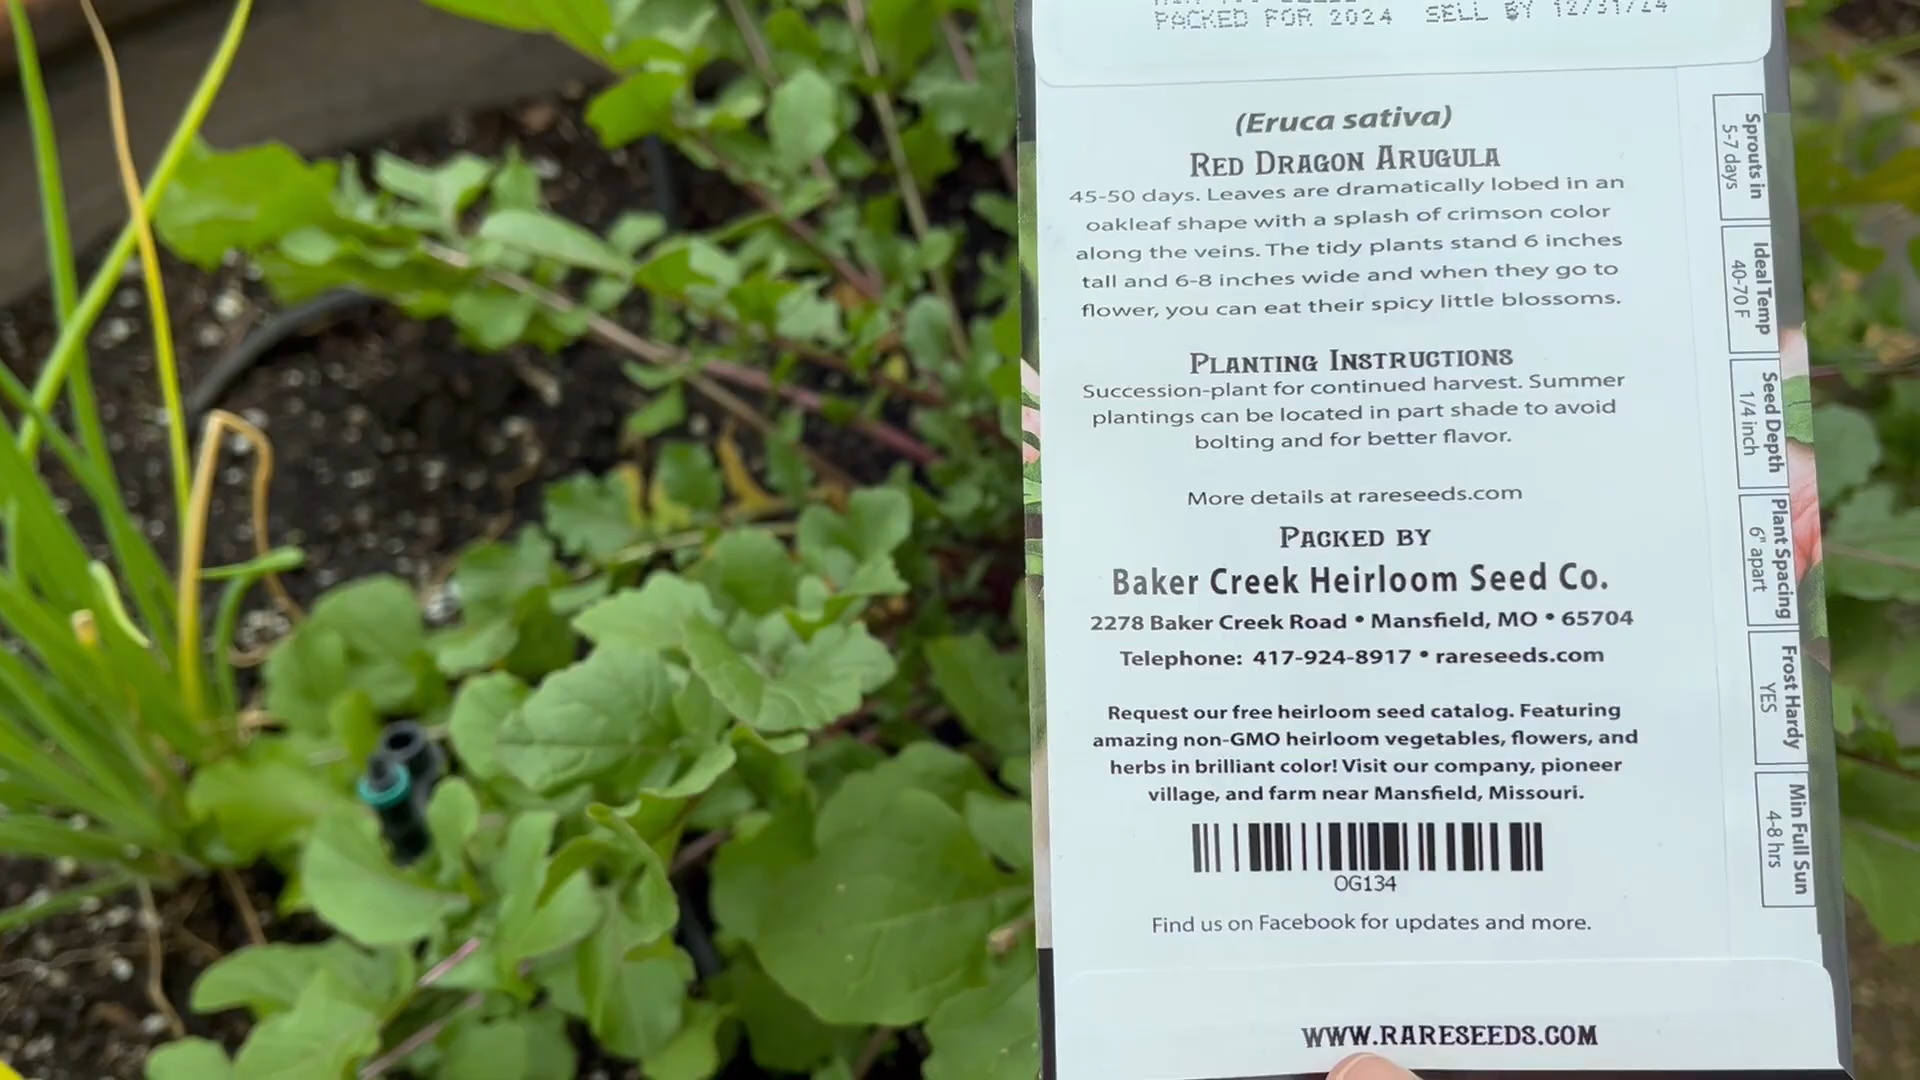 PACKED FOR 2024 SELL BY 12/31/24
(Eruca sativa)
RED DRAGON ARUGULA
45-50 days. Leaves are dramatically lobed in an
oakleaf shape with a splash of crimson color
along the veins. The tidy plants stand 6 inches
tall and 6-8 inches wide and when they go to
flower, you can eat their spicy little blossoms.
PLANTING INSTRUCTIONS
Succession-plant for continued harvest. Summer
plantings can be located in part shade to avoid
bolting and for better flavor.
More details at rareseeds.com
PACKED BY
Baker Creek Heirloom Seed Co.
2278 Baker Creek Road • Mansfield, MO • 65704
Telephone: 417-924-8917 • rareseeds.com
Request our free heirloom seed catalog. Featuring
amazing non-GMO heirloom vegetables, flowers, and
herbs in brilliant color! Visit our company, pioneer
village, and farm near Mansfield, Missouri.
OG134
Find us on Facebook for updates and more.
WWW.RARESEEDS.COM
Sprouts in
5-7 days
Ideal Temp
40-70 F
Seed Depth
1/4 inch
Plant Spacing
6" apart
Frost Hardy
YES
Min Full Sun
4-8 hrs